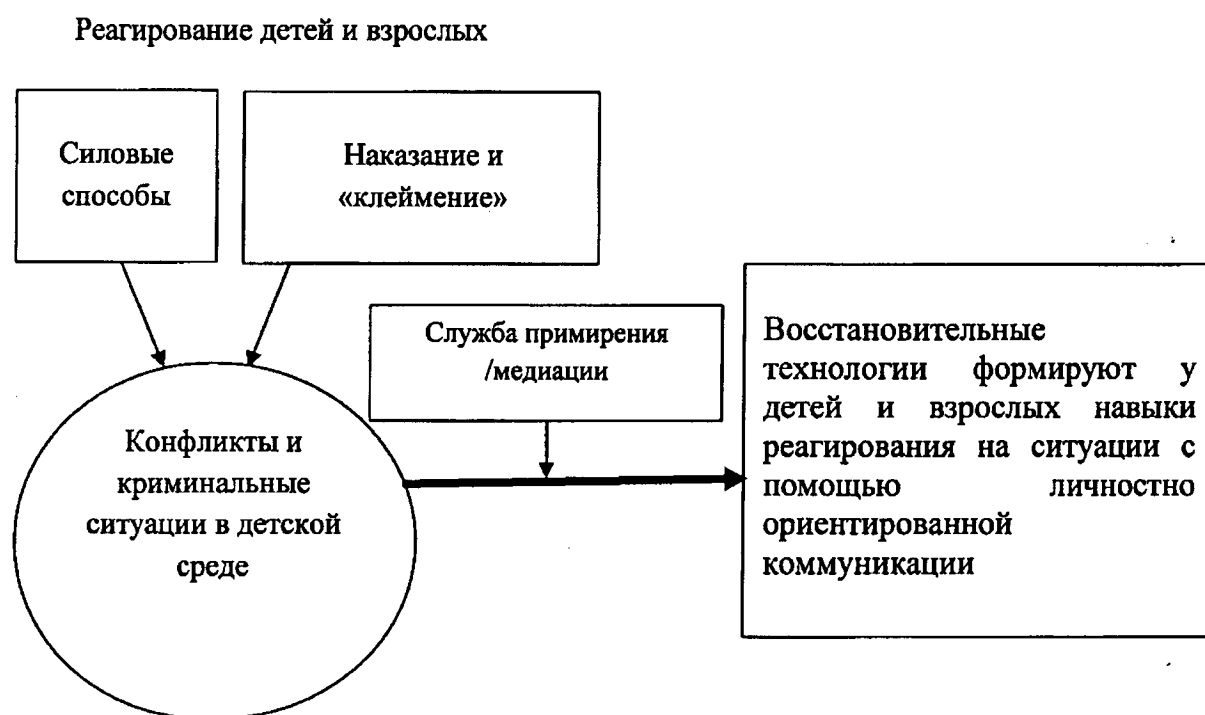 Реагирование детей и взрослых
Силовые
способы
Наказание и
«клеймение»
Служба примирения
/медиации
Конфликты и
криминальные
ситуации в детской
среде
Восстановительные
технологии формируют у
детей и взрослых навыки
реагирования на ситуации с
помощью личностно
ориентированной
коммуникации